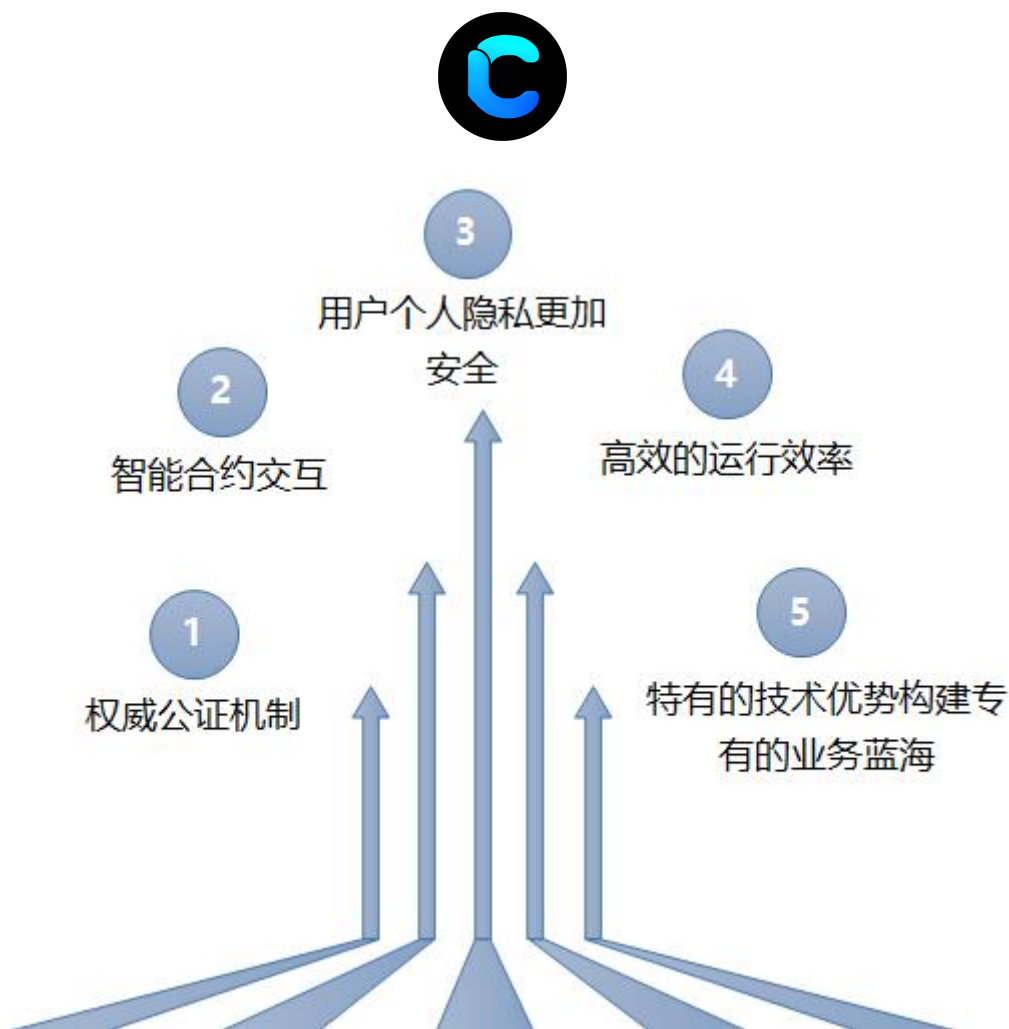 3
用户个人隐私更加
安全
2
智能合约交互
4
高效的运行效率
1
权威公证机制
5
特有的技术优势构建专
有的业务蓝海